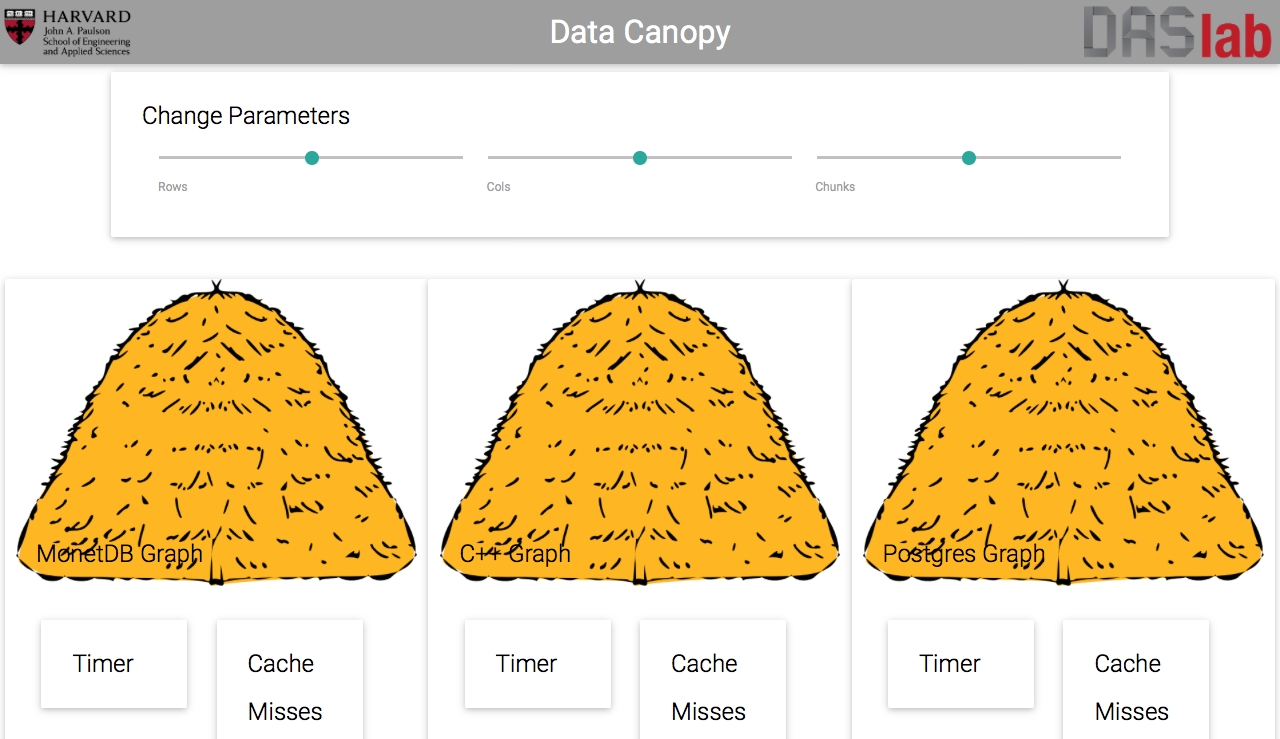 HARVARD
John A. Paulson
School of Engineering
and Applied Sciences
Data Canopy
DASlab
Change Parameters
Rows
Cols
Chunks
MonetDB Graph
C++ Graph
Postgres Graph
Timer
Cache
Misses
Timer
Cache
Misses
Timer
Cache
Misses